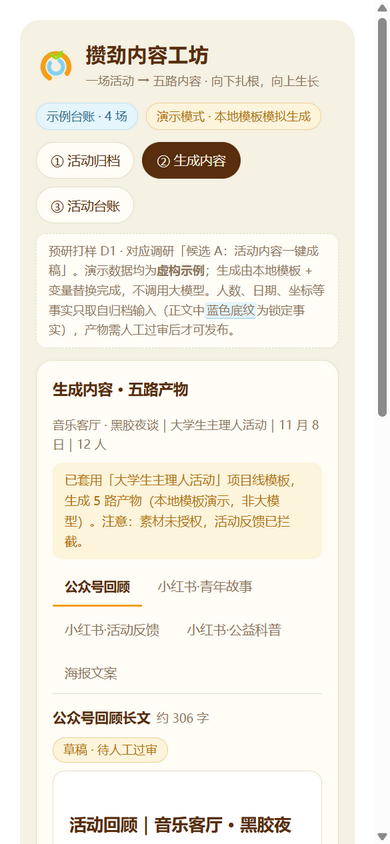 攒劲内容工坊
一场活动 → 五路内容 · 向下扎根，向上生长
示例台账 · 4 场
演示模式 · 本地模板模拟生成
① 活动归档
② 生成内容
③ 活动台账
预研打样 D1 · 对应调研「候选 A：活动内容一键成
稿」。演示数据均为虚构示例；生成由本地模板 +
变量替换完成，不调用大模型。人数、日期、坐标等
事实只取自归档输入（正文中蓝色底纹为锁定事
实），产物需人工过审后才可发布。
生成内容 · 五路产物
音乐客厅 · 黑胶夜谈｜大学生主理人活动｜11 月 8
日｜12 人
已套用「大学生主理人活动」项目线模板，
生成 5 路产物（本地模板演示，非大模
型）。注意：素材未授权，活动反馈已拦
截。
公众号回顾
小红书·青年故事
小红书·活动反馈
小红书·公益科普
海报文案
公众号回顾长文 约 306 字
草稿 · 待人工过审
活动回顾｜音乐客厅 · 黑胶夜